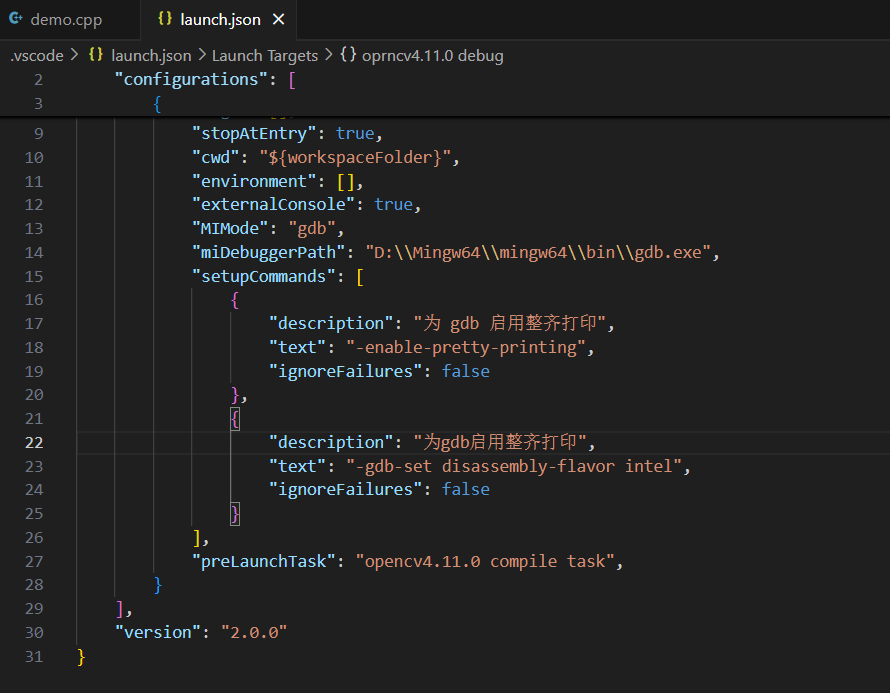 demo.cpp
{} launch.json ×
.vscode > {} launch.json > Launch Targets > {} oprncv4.11.0 debug
2 "configurations": [
3 {
9 "stopAtEntry": true,
10 "cwd": "${workspaceFolder}",
11 "environment": [],
12 "externalConsole": true,
13 "MIMode": "gdb",
14 "miDebuggerPath": "D:\\Mingw64\\mingw64\\bin\\gdb.exe",
15 "setupCommands": [
16 {
17 "description": "为 gdb 启用整齐打印",
18 "text": "-enable-pretty-printing",
19 "ignoreFailures": false
20 },
21 {
22 "description": "为gdb启用整齐打印",
23 "text": "-gdb-set disassembly-flavor intel",
24 "ignoreFailures": false
25 }
26 ],
27 "preLaunchTask": "opencv4.11.0 compile task",
28 }
29 ],
30 "version": "2.0.0"
31 }